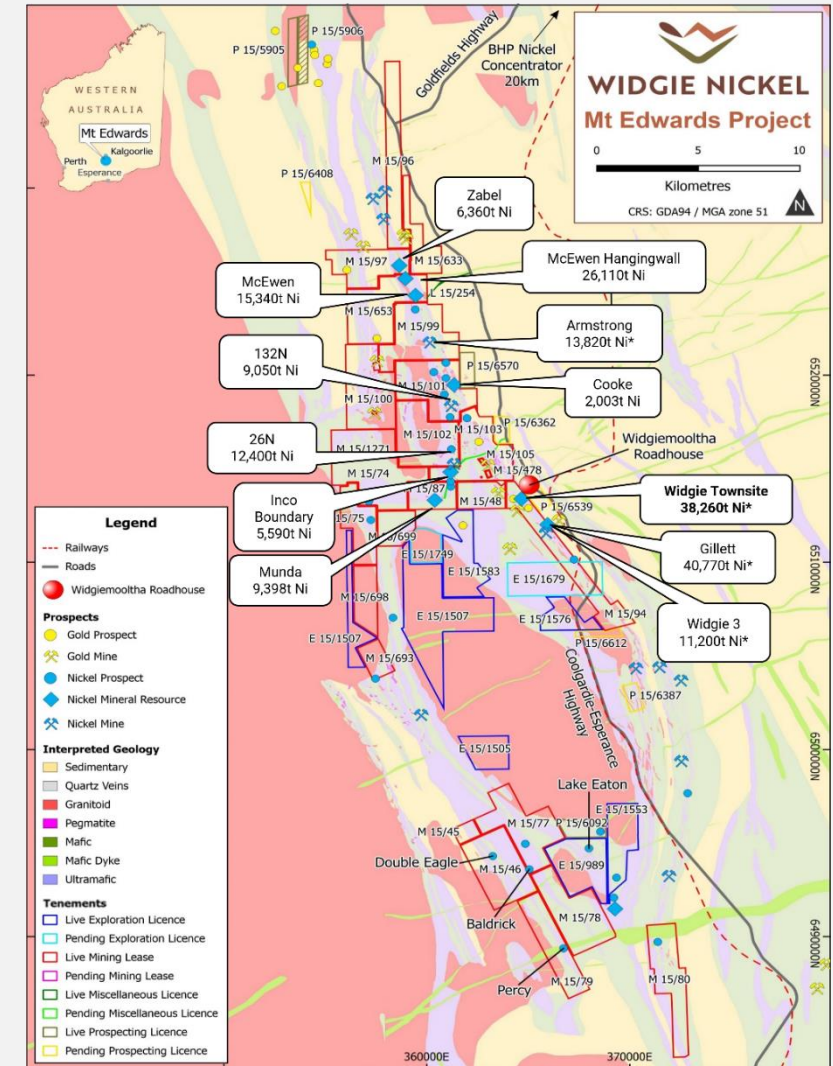 WESTERN
AUSTRALIA
Mt Edwards
Kalgoorlie
Perth
Esperance
P 15/5906
P 15/5905
Goldfields Highway
BHP Nickel
Concentrator
20km
WIDGIE NICKEL
Mt Edwards Project
0 5 10
Kilometres
CRS: GDA94 / MGA zone 51
N
M 15/96
P 15/6408
Zabel
6,360t Ni
M 15/97
M 15/633
McEwen Hangingwall
26,110t Ni
McEwen
15,340t Ni
L 15/254
M 15/653
M 15/99
Armstrong
13,820t Ni*
132N
9,050t Ni
P 15/6570
6520000N
M 15/101
M 15/100
Cooke
2,003t Ni
M 15/102
M 15/103
P 15/6362
26N
12,400t Ni
M 15/1271
M 15/105
Widgiemooltha
Roadhouse
M 15/74
M 15/478
Inco
Boundary
5,590t Ni
15/87
M 15/48
P 15/6539
Widgie Townsite
38,260t Ni*
15/75
M 15/699
Gillett
40,770t Ni*
Munda
9,398t Ni
E 15/1749
E 15/1583
E 15/1679
6510000N
M 15/698
E 15/1507
E 15/1576
M 15/94
Widgie 3
11,200t Ni*
E 15/1507
P 15/6612
M 15/693
P 15/6387
Coolgardie-Esperance
Highway
E 15/1505
6500000N
Lake Eaton
E 15/1553
M 15/77
P 15/6092
M 15/45
Double Eagle
M 15/46
E 15/989
Baldrick
M 15/78
6490000N
Percy
M 15/79
M 15/80
360000E
370000E
Legend
Railways
Roads
Widgiemooltha Roadhouse
Prospects
Gold Prospect
Gold Mine
Nickel Prospect
Nickel Mineral Resource
Nickel Mine
Interpreted Geology
Sedimentary
Quartz Veins
Granitoid
Pegmatite
Mafic
Mafic Dyke
Ultramafic
Tenements
Live Exploration Licence
Pending Exploration Licence
Live Mining Lease
Pending Mining Lease
Live Miscellaneous Licence
Pending Miscellaneous Licence
Live Prospecting Licence
Pending Prospecting Licence